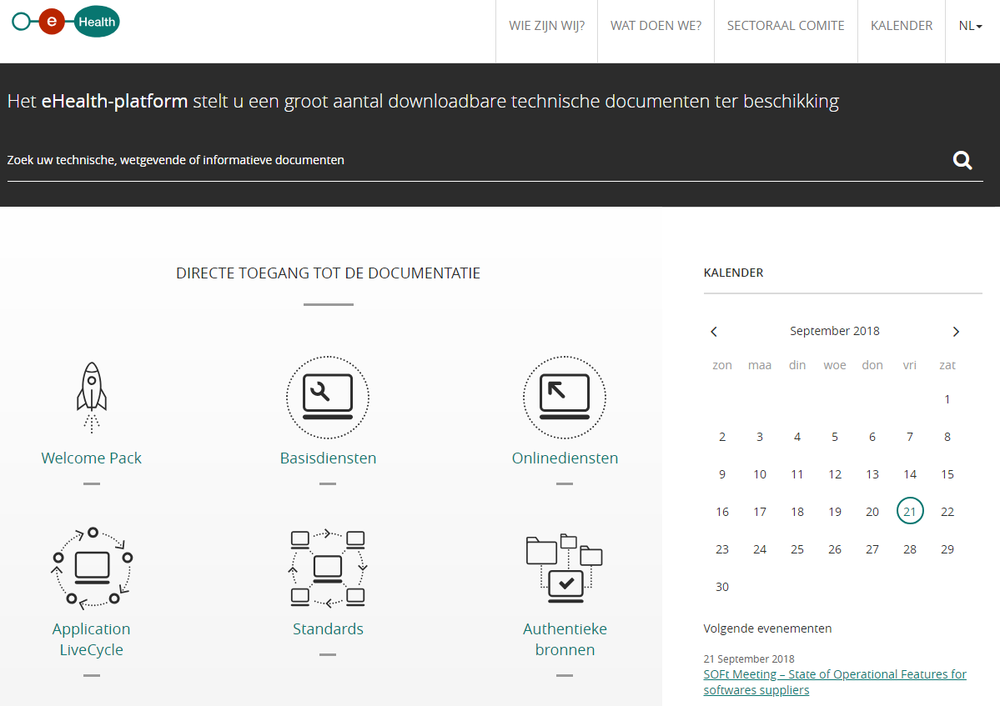 e Health
WIE ZIJN WIJ? WAT DOEN WE? SECTORAAL COMITE KALENDER NL
Het eHealth-platform stelt u een groot aantal downloadbare technische documenten ter beschikking
Zoek uw technische, wetgevende of informatieve documenten
DIRECTE TOEGANG TOT DE DOCUMENTATIE
Welcome Pack
Basisdiensten
Onlinediensten
Application
LiveCycle
Standards
Authentieke
bronnen
KALENDER
September 2018
zon maa din woe don vri zat
1
2 3 4 5 6 7 8
9 10 11 12 13 14 15
16 17 18 19 20 21 22
23 24 25 26 27 28 29
30
Volgende evenementen
21 September 2018
SOFt Meeting – State of Operational Features for
softwares suppliers